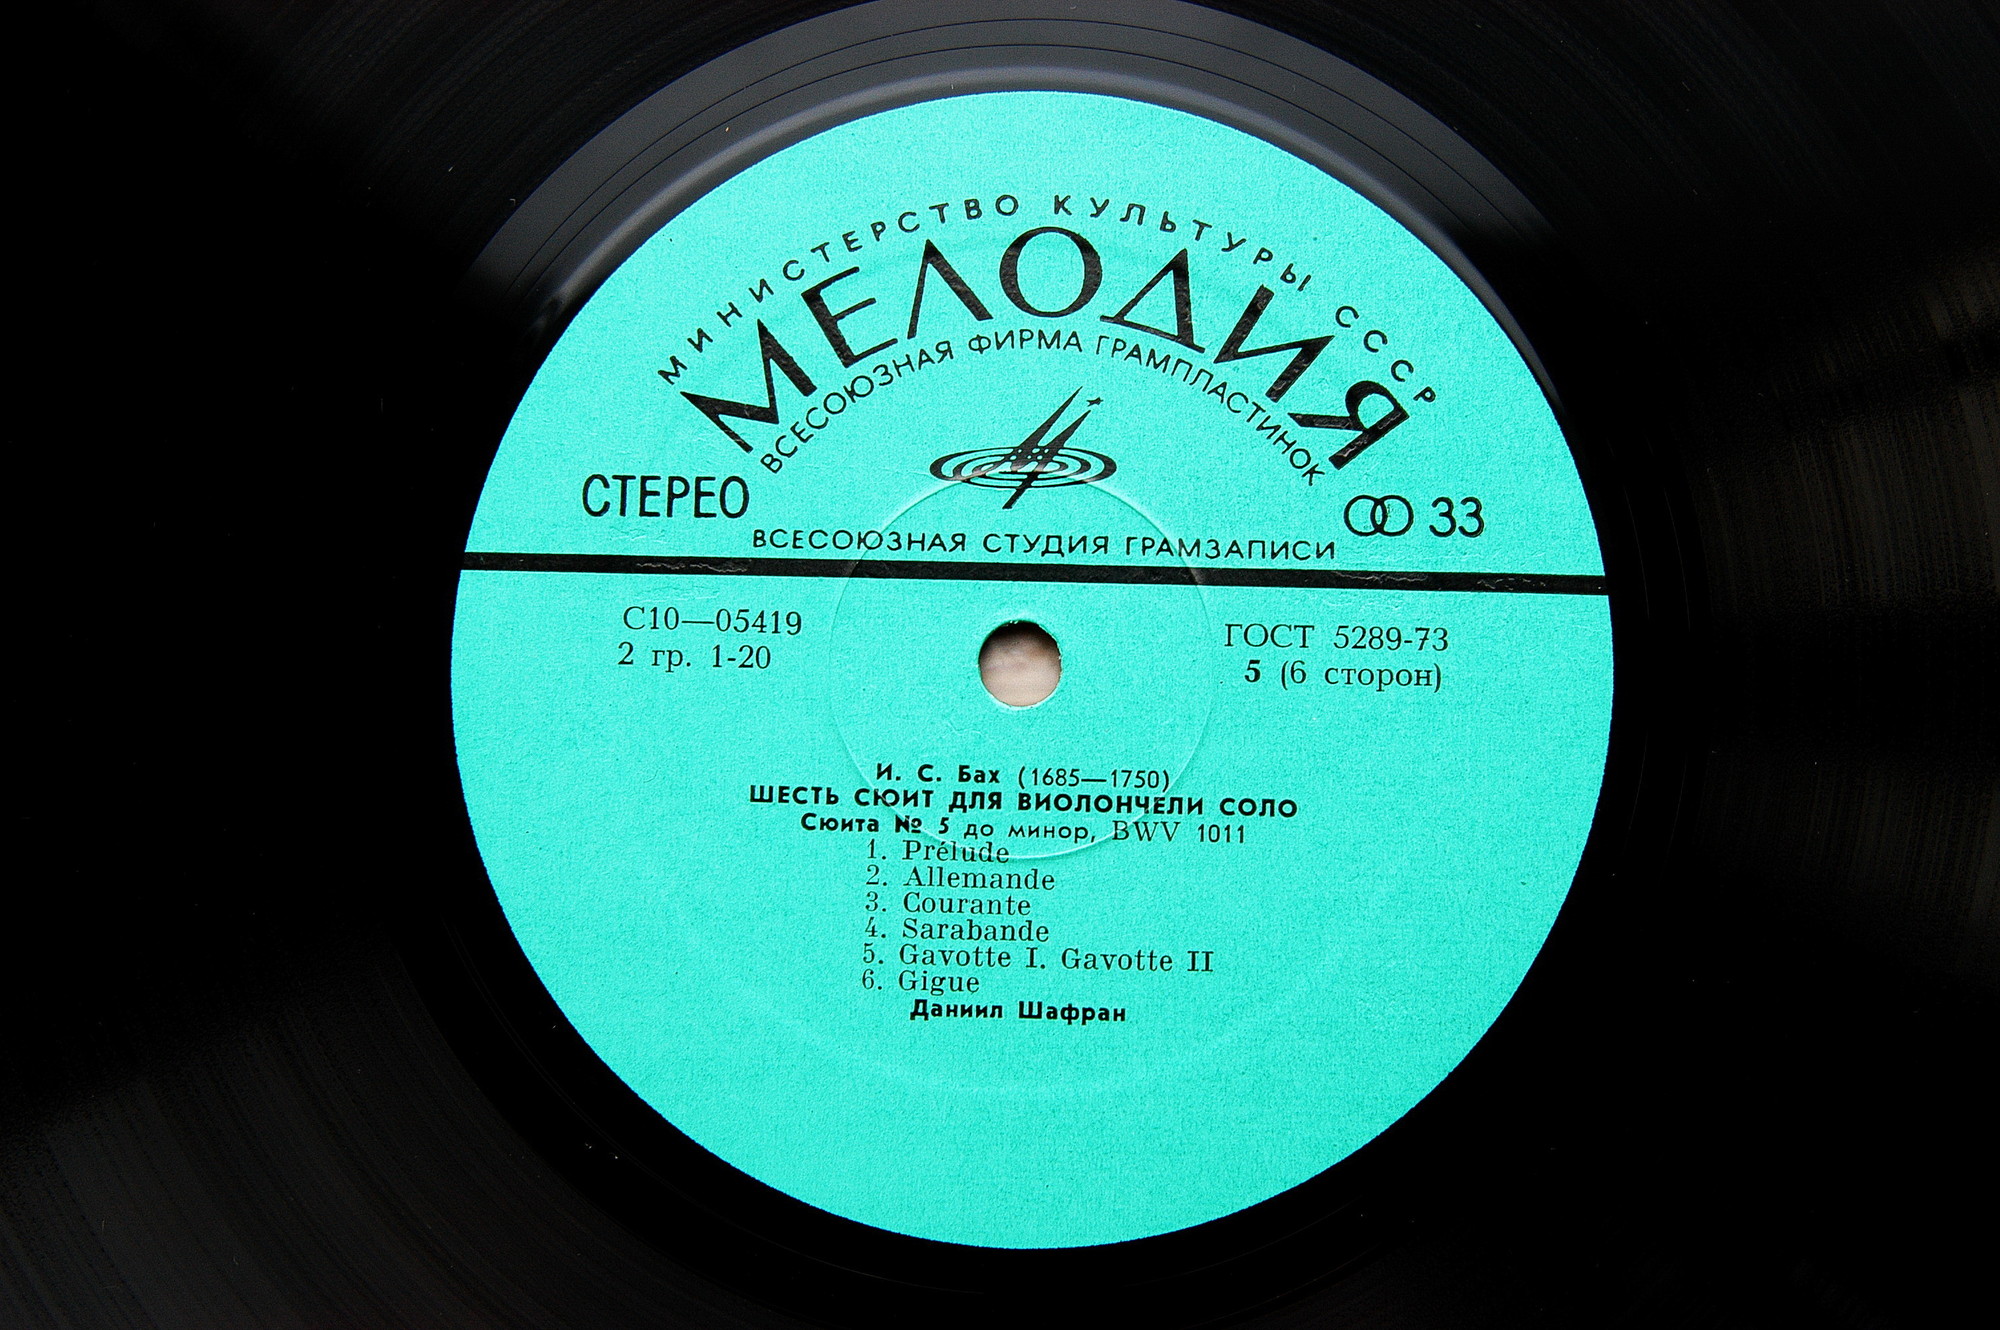 МИНИСТЕРСТВО КУЛЬТУРЫ СССР
МЕЛОДИЯ
ВСЕСОЮЗНАЯ ФИРМА ГРАМПЛАСТИНОК
СТЕРЕО
33
ВСЕСОЮЗНАЯ СТУДИЯ ГРАМЗАПИСИ
С10—05419
2 гр. 1-20
ГОСТ 5289-73
5 (6 сторон)
И. С. Бах (1685—1750)
ШЕСТЬ СЮИТ ДЛЯ ВИОЛОНЧЕЛИ СОЛО
Сюита № 5 до минор, BWV 1011
1. Prélude
2. Allemande
3. Courante
4. Sarabande
5. Gavotte I. Gavotte II
6. Gigue
Даниил Шафран